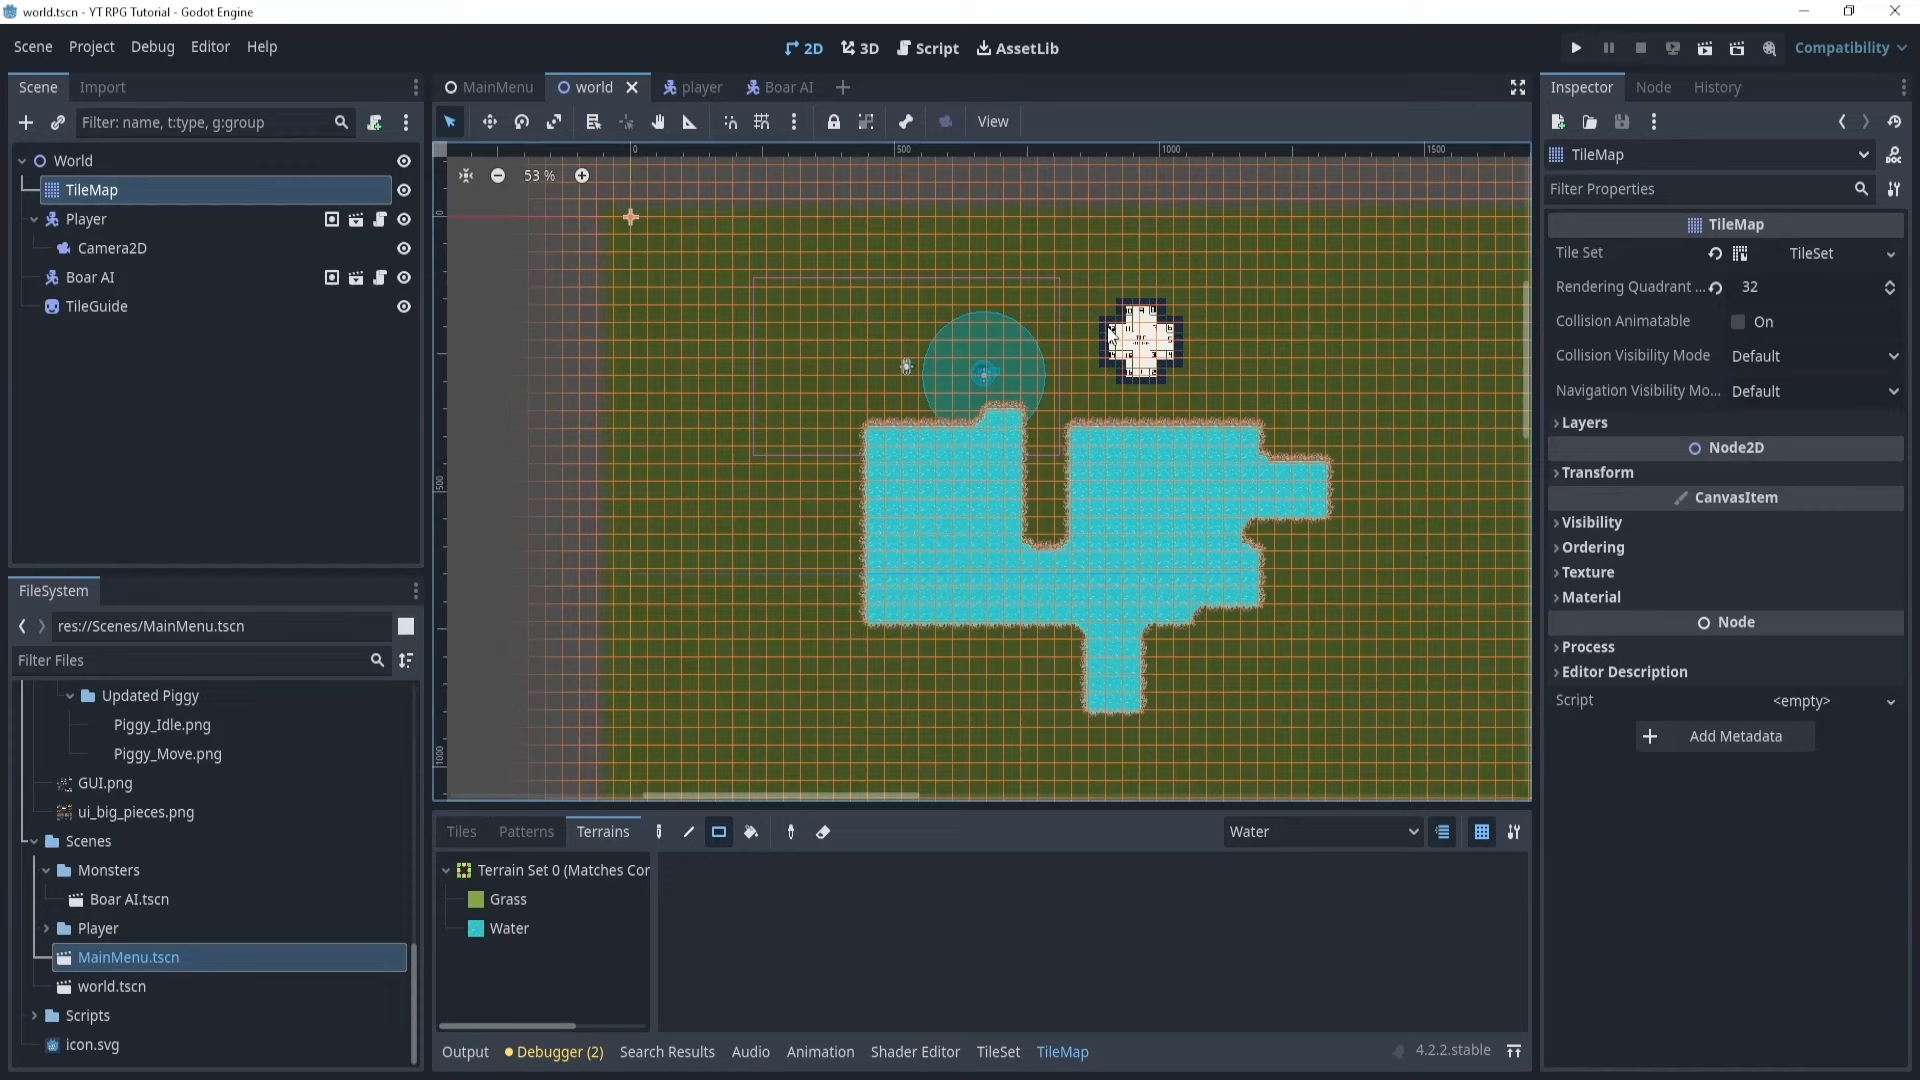 world.tscn - YT RPG Tutorial - Godot Engine
Scene Project Debug Editor Help
2D 3D Script AssetLib
Compatibility
Scene Import
Filter: name, t:type, g:group
World
TileMap
Player
Camera2D
Boar AI
TileGuide
FileSystem
res://Scenes/MainMenu.tscn
Filter Files
Updated Piggy
Piggy_Idle.png
Piggy_Move.png
GUI.png
ui_big_pieces.png
Scenes
Monsters
Boar AI.tscn
Player
MainMenu.tscn
world.tscn
Scripts
icon.svg
MainMenu world player Boar AI
View
0 500 1000 1500
53 %
0
500
1000
Tiles Patterns Terrains
Water
Terrain Set 0 (Matches Cor
Grass
Water
Output Debugger (2) Search Results Audio Animation Shader Editor TileSet TileMap
4.2.2.stable
Inspector Node History
TileMap
Filter Properties
TileMap
Tile Set TileSet
Rendering Quadrant ... 32
Collision Animatable On
Collision Visibility Mode Default
Navigation Visibility Mo... Default
Layers
Node2D
Transform
CanvasItem
Visibility
Ordering
Texture
Material
Node
Process
Editor Description
Script <empty>
Add Metadata